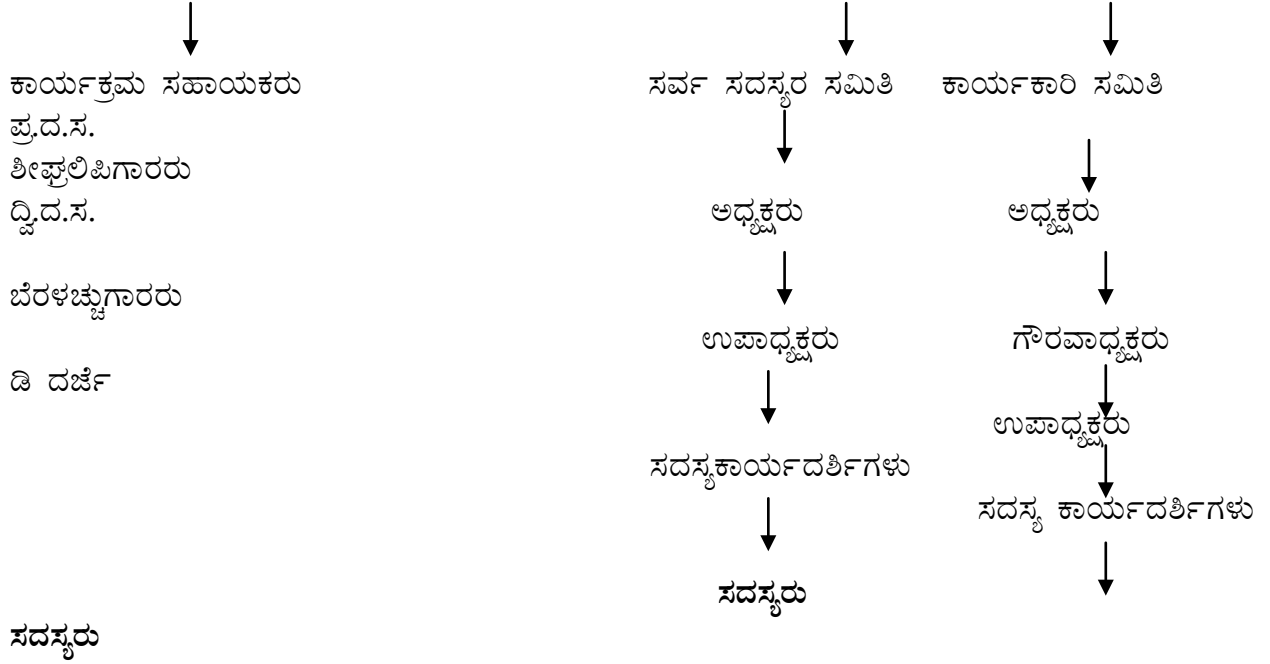 ಕಾರ್ಯಕ್ರಮ ಸಹಾಯಕರು ಸರ್ವ ಸದಸ್ಯರ ಸಮಿತಿ ಕಾರ್ಯಕಾರಿ ಸಮಿತಿ
ಪ್ರ.ದ.ಸ.
ಶೀಘ್ರಲಿಪಿಗಾರರು
ದ್ವಿ.ದ.ಸ. ಅಧ್ಯಕ್ಷರು ಅಧ್ಯಕ್ಷರು
ಬೆರಳಚ್ಚುಗಾರರು
ಉಪಾಧ್ಯಕ್ಷರು ಗೌರವಾಧ್ಯಕ್ಷರು
ಡಿ ದರ್ಜೆ
ಉಪಾಧ್ಯಕ್ಷರು
ಸದಸ್ಯಕಾರ್ಯದರ್ಶಿಗಳು
ಸದಸ್ಯ ಕಾರ್ಯದರ್ಶಿಗಳು
ಸದಸ್ಯರು
ಸದಸ್ಯರು